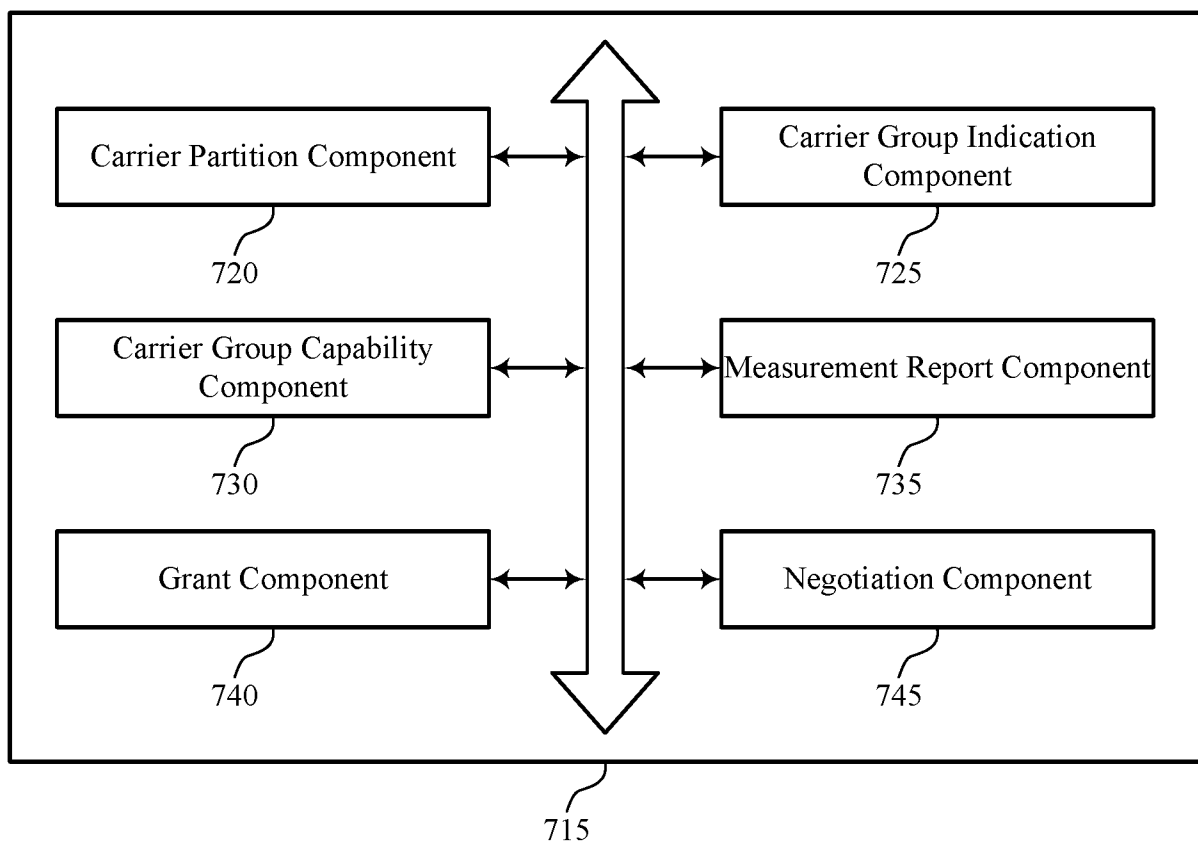 Carrier Partition Component
720
Carrier Group Indication
Component
725
Carrier Group Capability
Component
730
Measurement Report Component
735
Grant Component
740
Negotiation Component
745
715